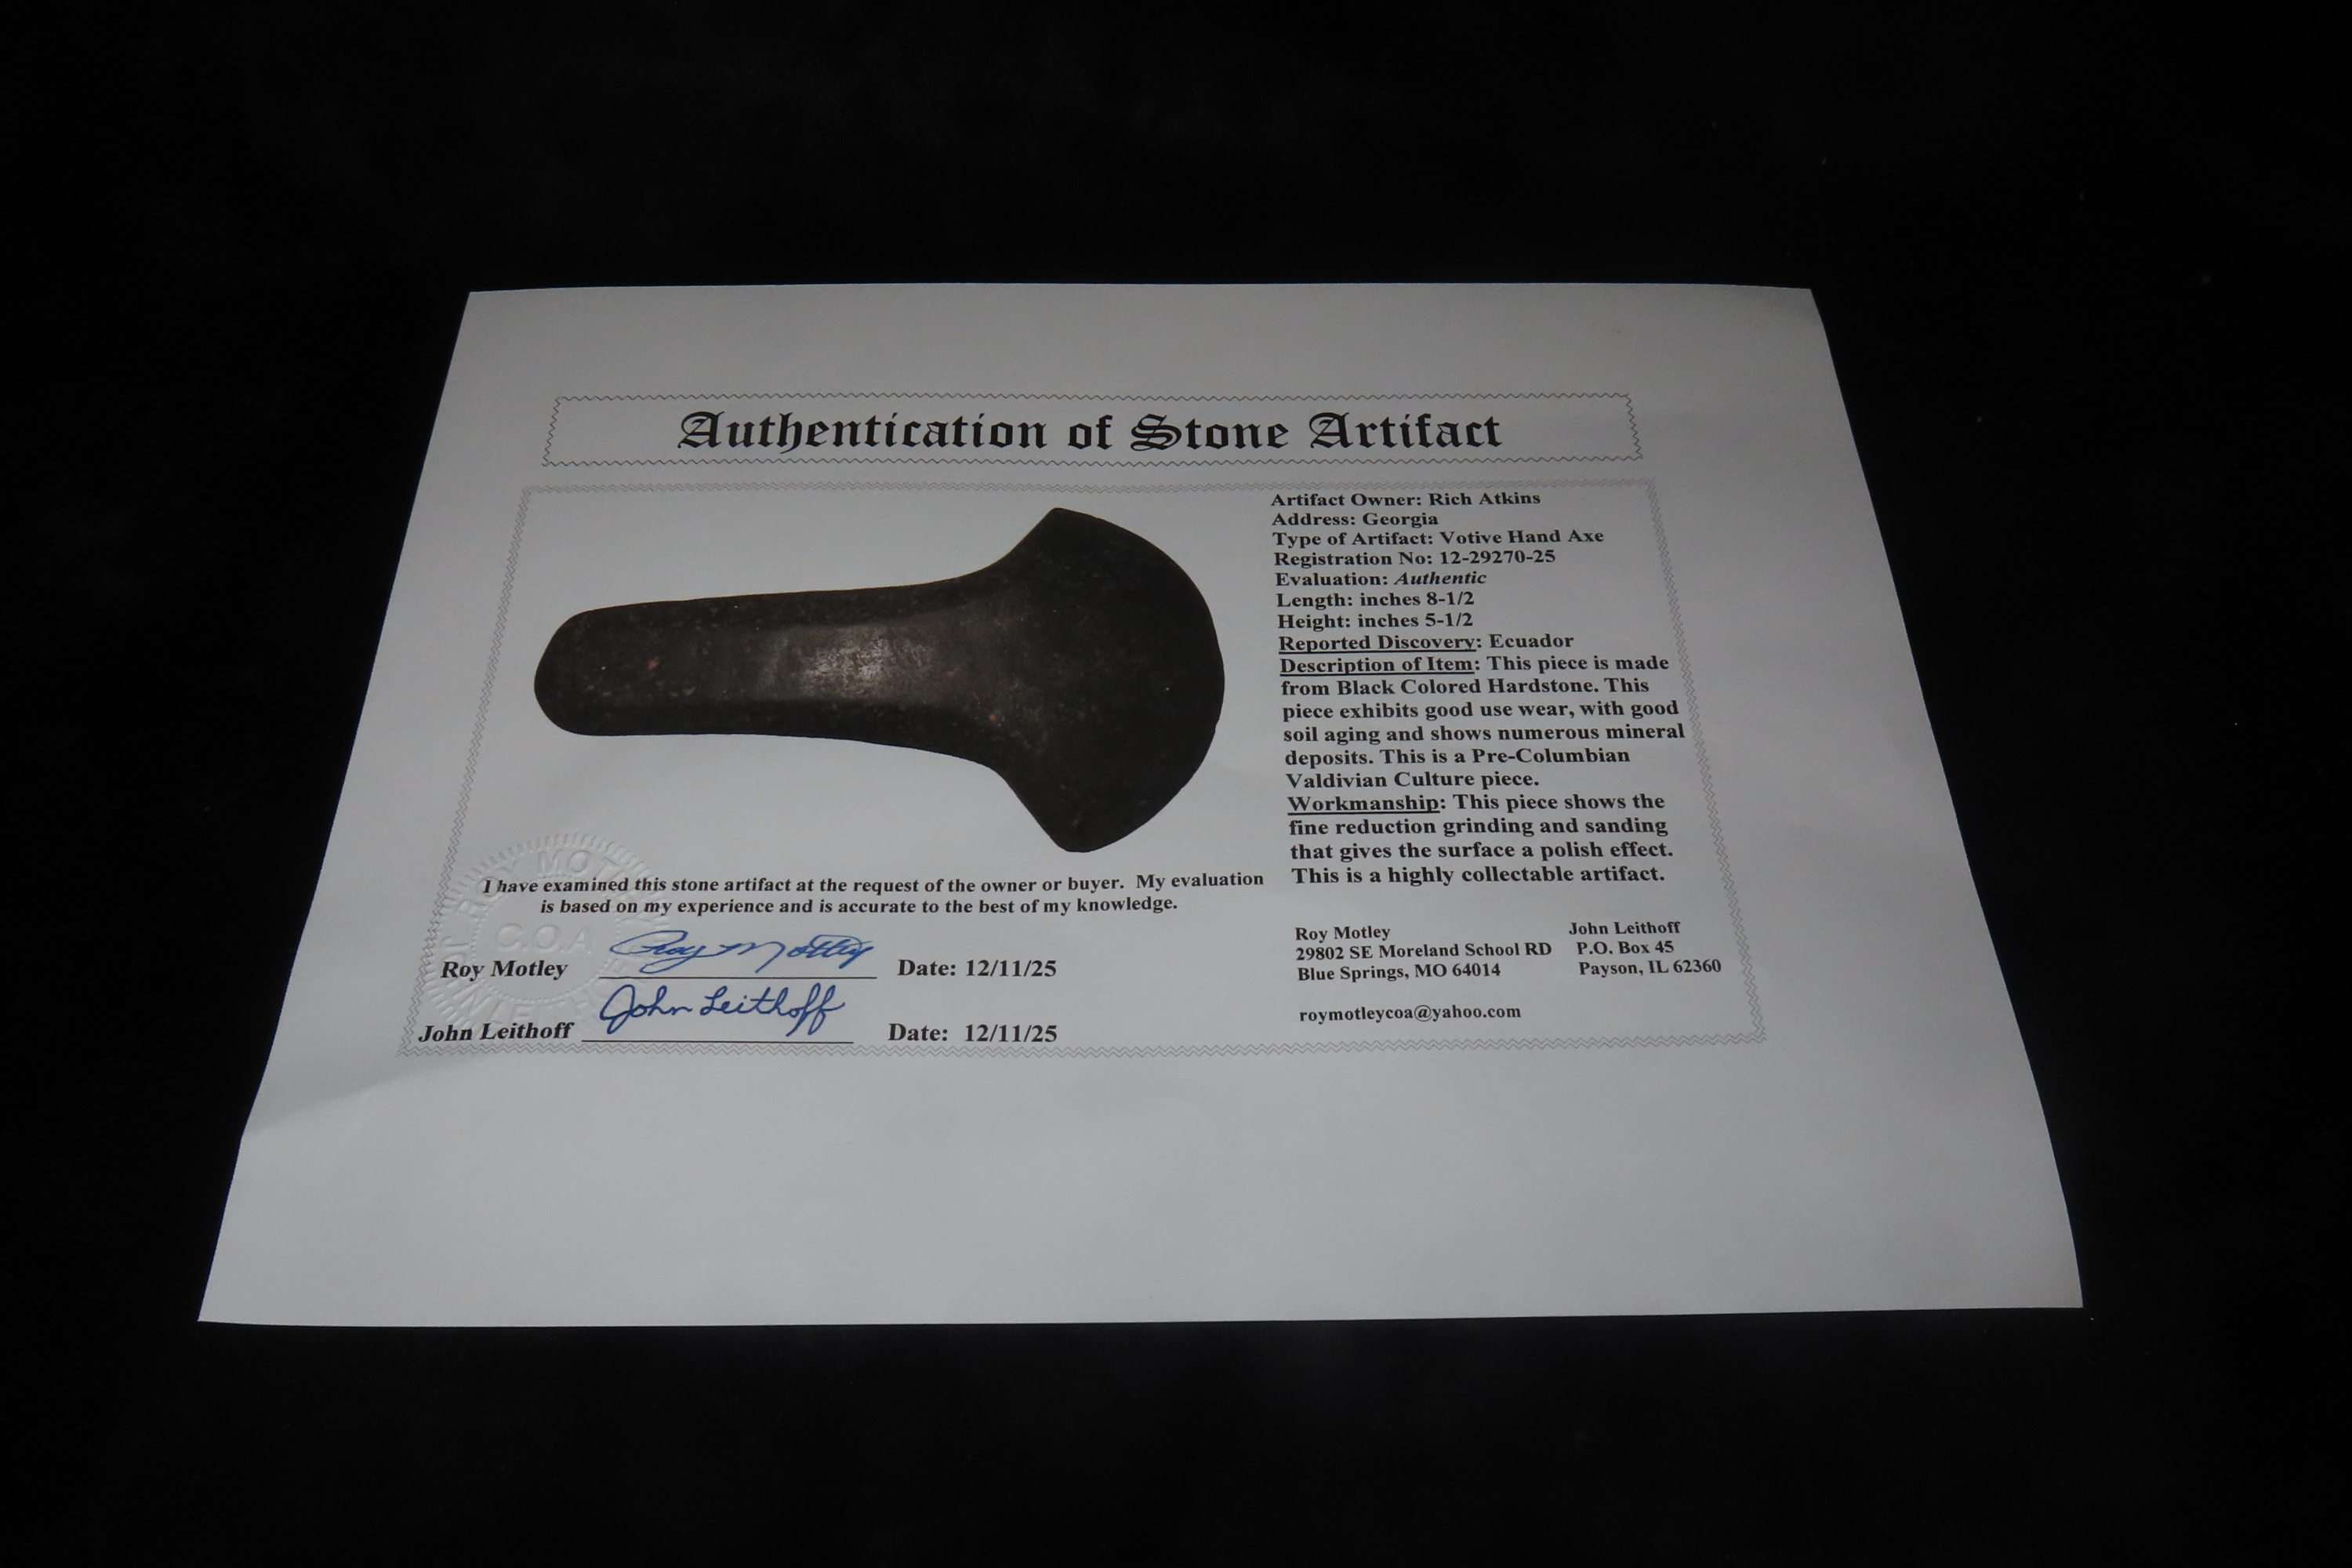 Authentication of Stone Artifact
Artifact Owner: Rich Atkins
Address: Georgia
Type of Artifact: Votive Hand Axe
Registration No: 12-29270-25
Evaluation: Authentic
Length: inches 8-1/2
Height: inches 5-1/2
Reported Discovery: Ecuador
Description of Item: This piece is made
from Black Colored Hardstone. This
piece exhibits good use wear, with good
soil aging and shows numerous mineral
deposits. This is a Pre-Columbian
Valdivian Culture piece.
Workmanship: This piece shows the
fine reduction grinding and sanding
that gives the surface a polish effect.
This is a highly collectable artifact.
I have examined this stone artifact at the request of the owner or buyer. My evaluation
is based on my experience and is accurate to the best of my knowledge.
ROY MOT
C.O.A
Roy Motley Roy Motley Date: 12/11/25
John Leithoff John Leithoff Date: 12/11/25
Roy Motley
29802 SE Moreland School RD
Blue Springs, MO 64014
roymotleycoa@yahoo.com
John Leithoff
P.O. Box 45
Payson, IL 62360